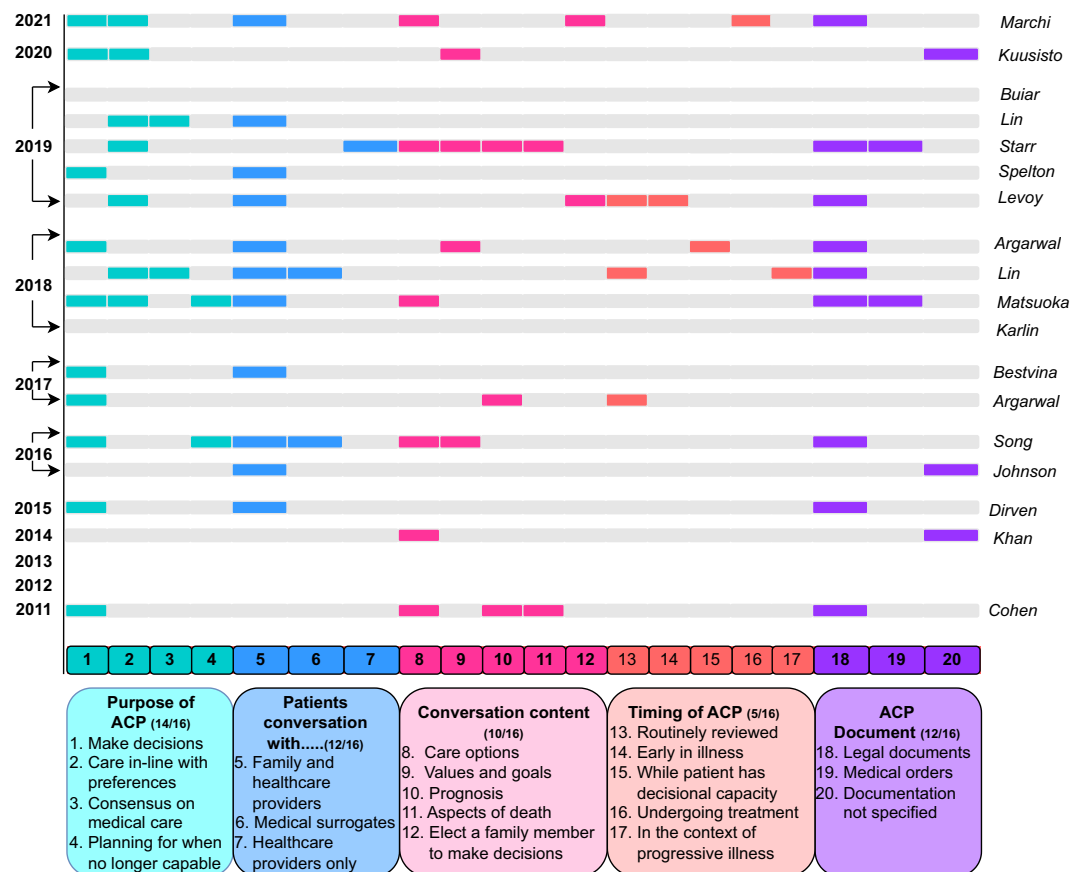 2021 Marchi
2020 Kuusisto
Buiar
Lin
2019 Starr
Spelton
Levoy
Argarwal
Lin
2018
Matsuoka
Karlin
Bestvina
2017
Argarwal
Song
2016
Johnson
2015 Dirven
2014 Khan
2013
2012
2011 Cohen
1 2 3 4 5 6 7 8 9 10 11 12 13 14 15 16 17 18 19 20
Purpose of
ACP (14/16)
1. Make decisions
2. Care in-line with
preferences
3. Consensus on
medical care
4. Planning for when
no longer capable
Patients
conversation
with.....(12/16)
5. Family and
healthcare
providers
6. Medical surrogates
7. Healthcare
providers only
Conversation content
(10/16)
8. Care options
9. Values and goals
10. Prognosis
11. Aspects of death
12. Elect a family member
to make decisions
Timing of ACP (5/16)
13. Routinely reviewed
14. Early in illness
15. While patient has
decisional capacity
16. Undergoing treatment
17. In the context of
progressive illness
ACP
Document (12/16)
18. Legal documents
19. Medical orders
20. Documentation
not specified